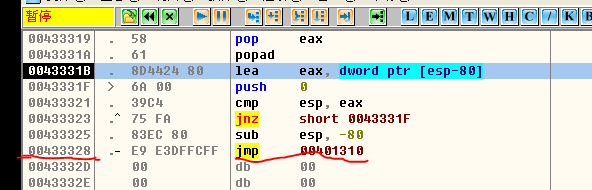 暂停 L E M T W H C / K B
00433319 . 58 pop eax
0043331A . 61 popad
0043331B . 8D4424 80 lea eax, dword ptr [esp-80]
0043331F > 6A 00 push 0
00433321 . 39C4 cmp esp, eax
00433323 .^ 75 FA jnz short 0043331F
00433325 . 83EC 80 sub esp, -80
00433328 .- E9 E3DFFCFF jmp 00401310
0043332D 00 db 00
0043332E 00 db 00